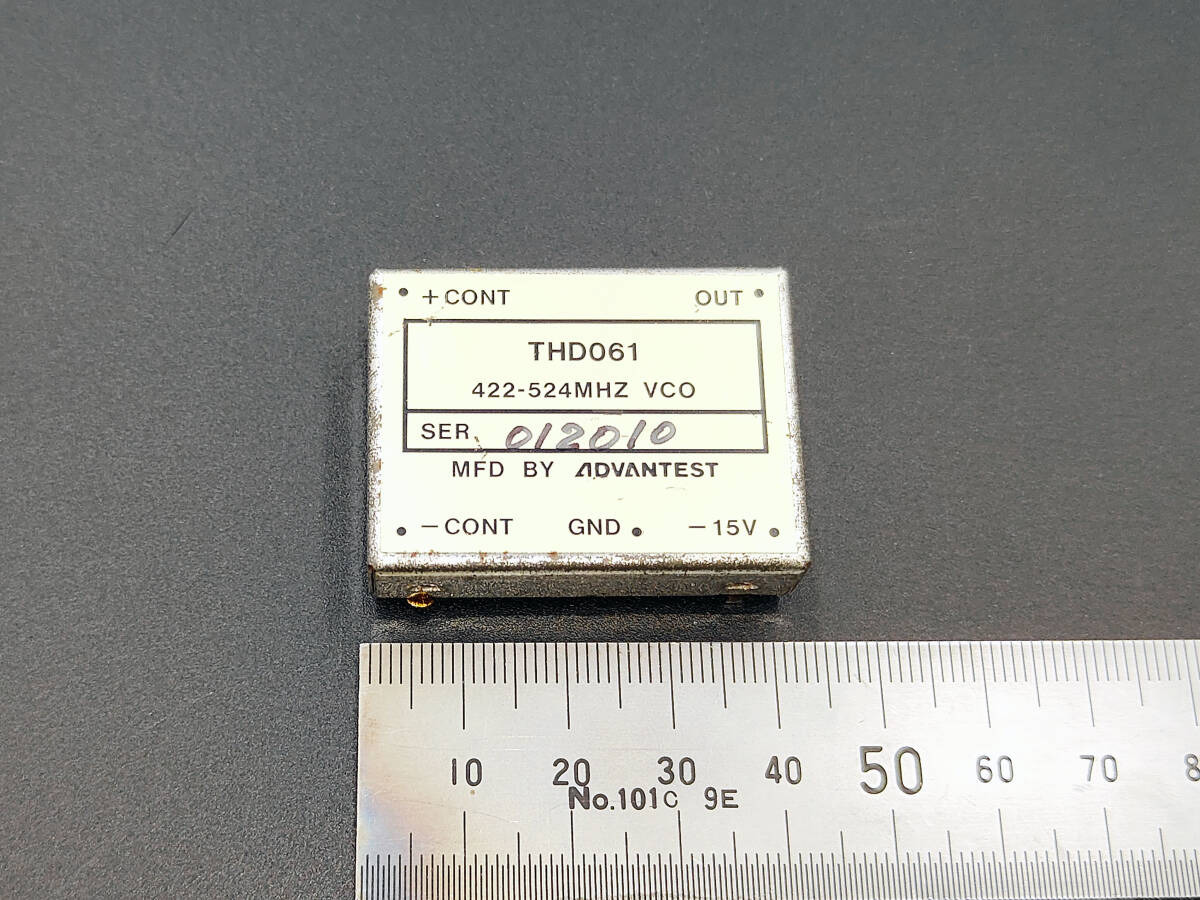 +CONT OUT
THD061
422-524MHZ VCO
SER. 012010
MFD BY ADVANTEST
-CONT GND -15V
10 20 30 40 50 60 70 8
No.101C 9E